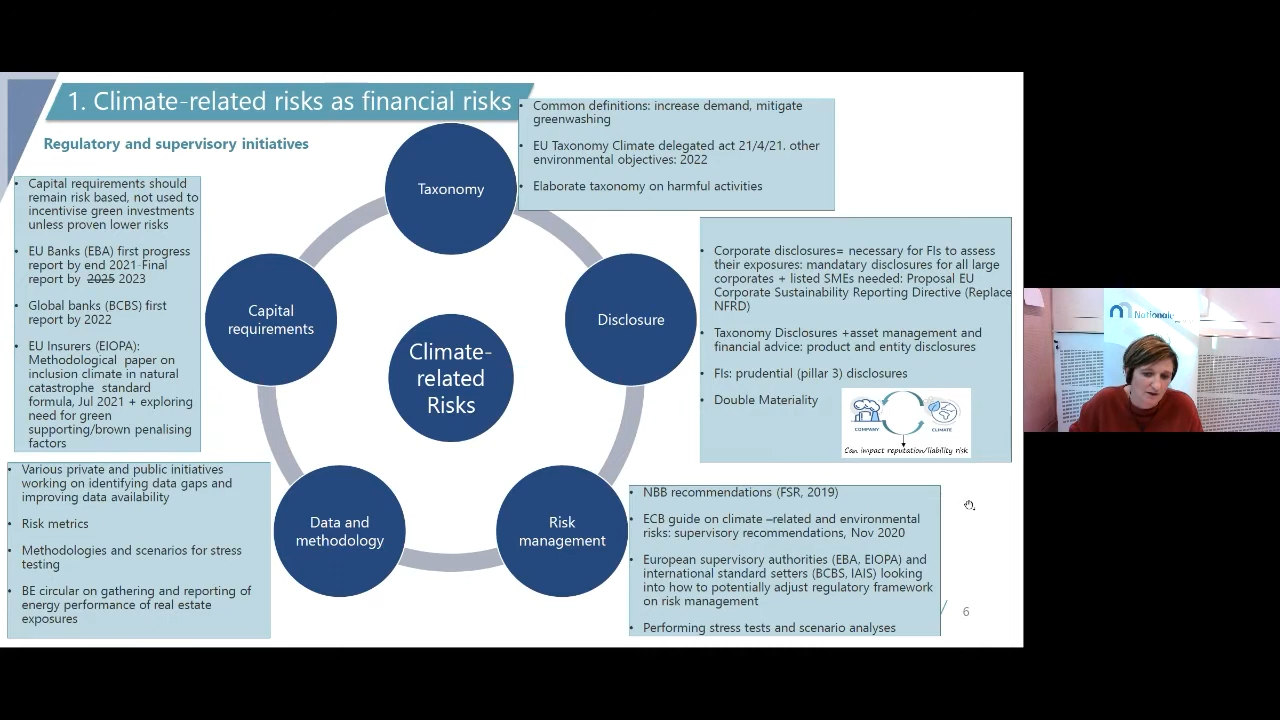 1. Climate-related risks as financial risks
Regulatory and supervisory initiatives
Taxonomy
• Common definitions: increase demand, mitigate
greenwashing
• EU Taxonomy Climate delegated act 21/4/21. other
environmental objectives: 2022
• Elaborate taxonomy on harmful activities
Disclosure
• Corporate disclosures= necessary for FIs to assess
their exposures: mandatary disclosures for all large
corporates + listed SMEs needed: Proposal EU
Corporate Sustainability Reporting Directive (Replace
NFRD)
• Taxonomy Disclosures +asset management and
financial advice: product and entity disclosures
• FIs: prudential (pillar 3) disclosures
• Double Materiality
COMPANY
CLIMATE
Can impact reputation/liability risk
Risk
management
• NBB recommendations (FSR, 2019)
• ECB guide on climate –related and environmental
risks: supervisory recommendations, Nov 2020
• European supervisory authorities (EBA, EIOPA) and
international standard setters (BCBS, IAIS) looking
into how to potentially adjust regulatory framework
on risk management
• Performing stress tests and scenario analyses
Data and
methodology
• Various private and public initiatives
working on identifying data gaps and
improving data availability
• Risk metrics
• Methodologies and scenarios for stress
testing
• BE circular on gathering and reporting of
energy performance of real estate
exposures
Capital
requirements
• Capital requirements should
remain risk based, not used to
incentivise green investments
unless proven lower risks
• EU Banks (EBA) first progress
report by end 2021 Final
report by 2025 2023
• Global banks (BCBS) first
report by 2022
• EU Insurers (EIOPA):
Methodological paper on
inclusion climate in natural
catastrophe standard
formula, Jul 2021 + exploring
need for green
supporting/brown penalising
factors
Climate-
related
Risks
/ 6
Nationale